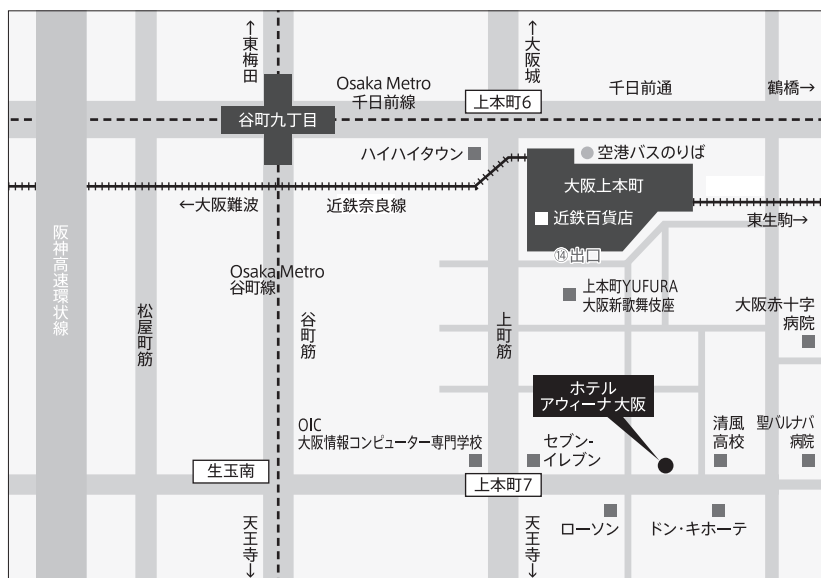 ←東梅田
←大阪城
Osaka Metro
千日前線
上本町6
千日前通
鶴橋→
谷町九丁目
ハイハイタウン
空港バスのりば
大阪上本町
近鉄百貨店
←大阪難波
近鉄奈良線
東生駒→
⑭出口
阪神高速環状線
Osaka Metro
谷町線
松屋町筋
谷町筋
上町筋
上本町YUFURA
大阪新歌舞伎座
大阪赤十字
病院
ホテル
アウィーナ大阪
OIC
大阪情報コンピューター専門学校
セブン-
イレブン
清風
高校
聖バルナバ
病院
生玉南
上本町7
天王寺→
天王寺→
ローソン
ドン・キホーテ